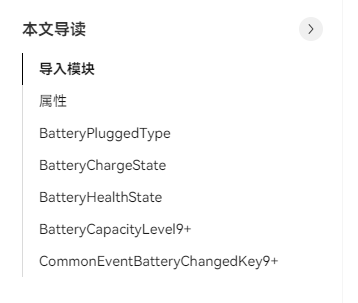 本文导读
导入模块
属性
BatteryPluggedType
BatteryChargeState
BatteryHealthState
BatteryCapacityLevel9+
CommonEventBatteryChangedKey9+